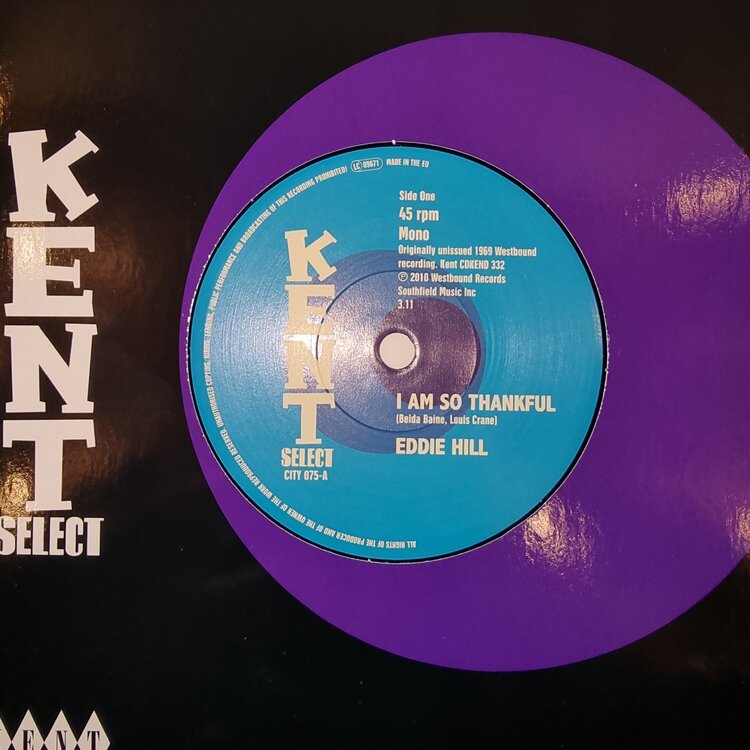 KENT
SELECT
KENT
UNAUTHORISED COPYING, HIRING, LENDING, PUBLIC PERFORMANCE AND BROADCASTING OF THIS RECORDING PROHIBITED! LC 09671 MADE IN THE EU
Side One
45 rpm
Mono
Originally unissued 1969 Westbound
recording. Kent CDKEND 332
℗ 2010 Westbound Records
Southfield Music Inc
3.11
KENT
SELECT
CITY 075-A
I AM SO THANKFUL
(Belda Baine, Louis Crane)
EDDIE HILL
ALL RIGHTS OF THE PRODUCER AND OF THE OWNER OF THE WORK REPRODUCED RESERVED.